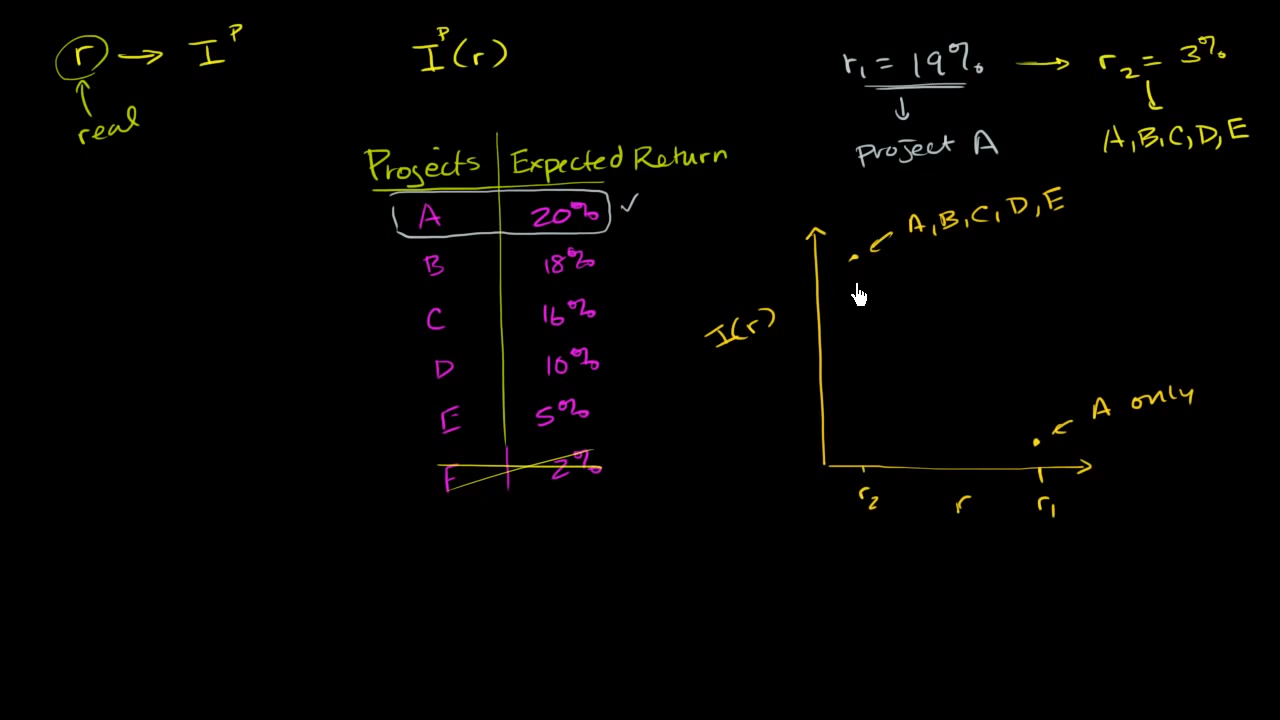 r → I^P
real
I^P(r)
r₁ = 19% → r₂ = 3%
Project A
A, B, C, D, E
Projects Expected Return
A 20% ✓
B 18%
C 16%
D 10%
E 5%
F 2%
A, B, C, D, E
I(r)
A only
r₂ r r₁